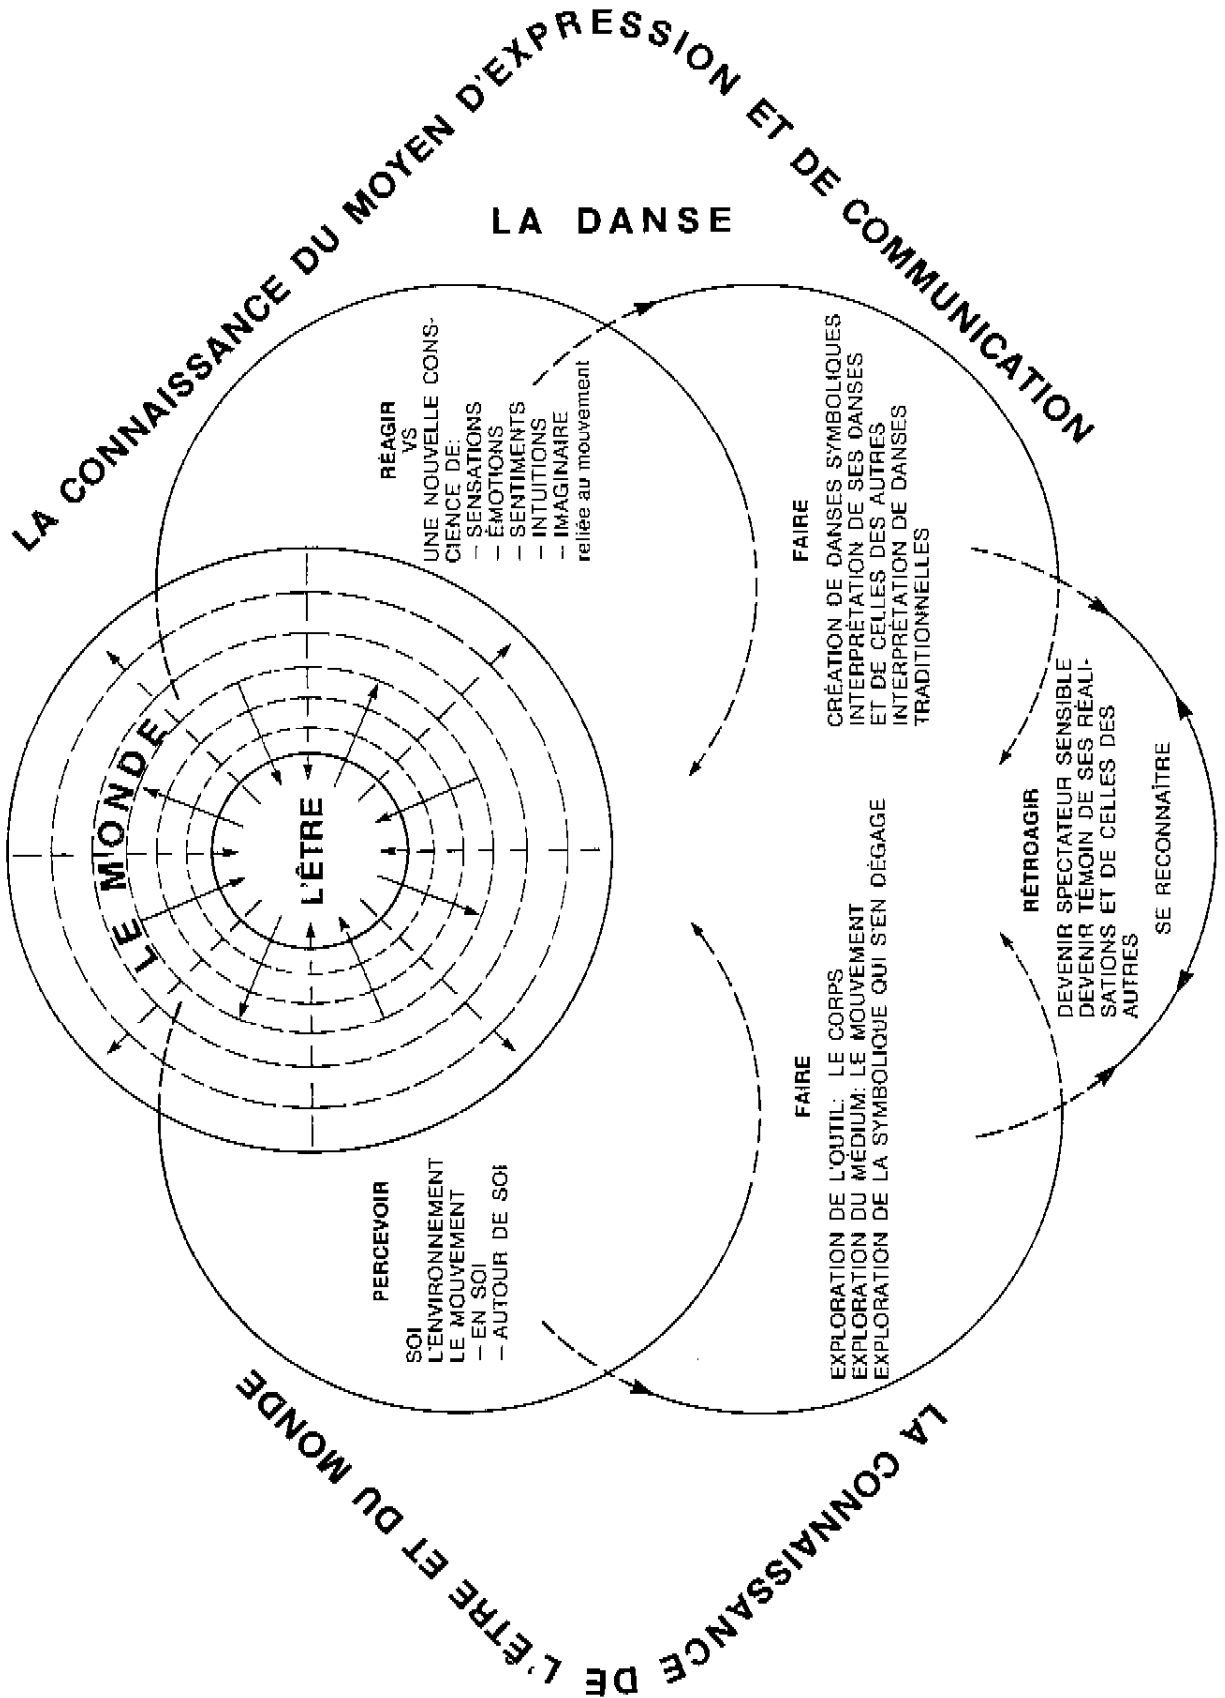 LA CONNAISSANCE DU MOYEN D'EXPRESSION ET DE COMMUNICATION
LA DANSE
LA CONNAISSANCE DE L'ÊTRE ET DU MONDE
LE MONDE
L'ÊTRE
PERCEVOIR
SOI
L'ENVIRONNEMENT
LE MOUVEMENT
– EN SOI
– AUTOUR DE SOI
RÉAGIR
VS
UNE NOUVELLE CONS-
CIENCE DE:
– SENSATIONS
– ÉMOTIONS
– SENTIMENTS
– INTUITIONS
– IMAGINAIRE
reliée au mouvement
FAIRE
EXPLORATION DE L'OUTIL: LE CORPS
EXPLORATION DU MÉDIUM: LE MOUVEMENT
EXPLORATION DE LA SYMBOLIQUE QUI S'EN DÉGAGE
FAIRE
CRÉATION DE DANSES SYMBOLIQUES
INTERPRÉTATION DE SES DANSES
ET DE CELLES DES AUTRES
INTERPRÉTATION DE DANSES
TRADITIONNELLES
RÉTROAGIR
DEVENIR SPECTATEUR SENSIBLE
DEVENIR TÉMOIN DE SES RÉALI-
SATIONS ET DE CELLES DES
AUTRES
SE RECONNAÎTRE